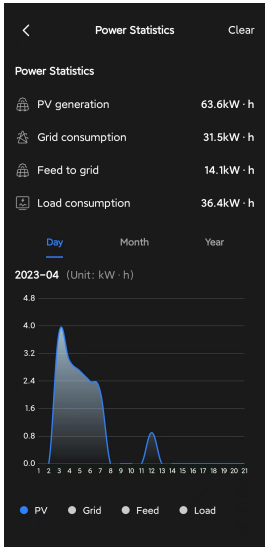 Power Statistics
Clear
Power Statistics
PV generation 63.6kW·h
Grid consumption 31.5kW·h
Feed to grid 14.1kW·h
Load consumption 36.4kW·h
Day Month Year
2023-04 (Unit: kW·h)
4.8
4.0
3.2
2.4
1.6
0.8
0.0
1 2 3 4 5 6 7 8 9 10 11 12 13 14 15 16 17 18 19 20 21
PV Grid Feed Load